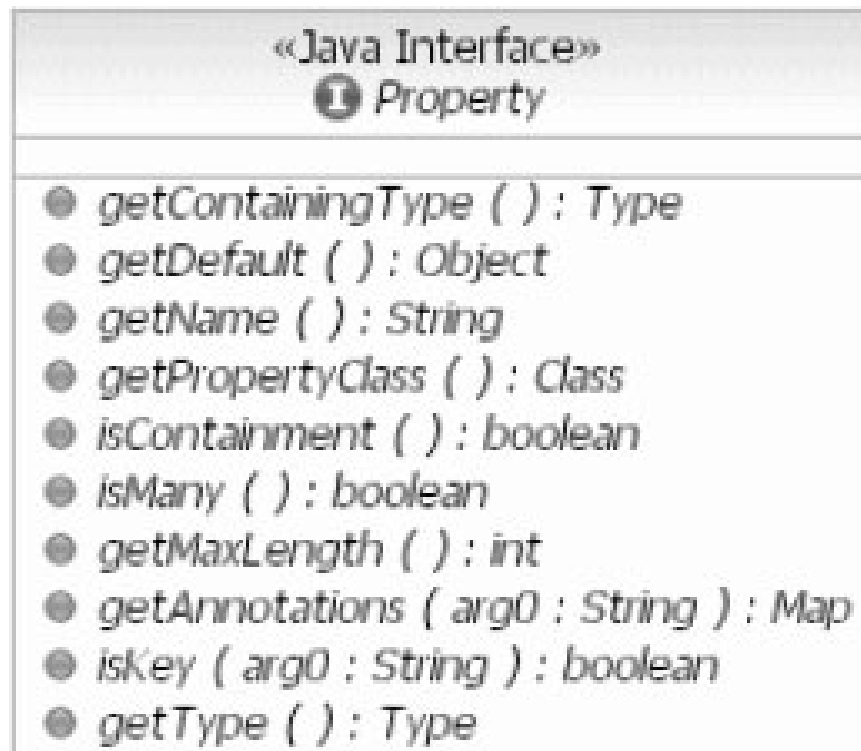 «Java Interface»
I Property
getContainingType ( ) : Type
getDefault ( ) : Object
getName ( ) : String
getPropertyClass ( ) : Class
isContainment ( ) : boolean
isMany ( ) : boolean
getMaxLength ( ) : int
getAnnotations ( arg0 : String ) : Map
isKey ( arg0 : String ) : boolean
getType ( ) : Type